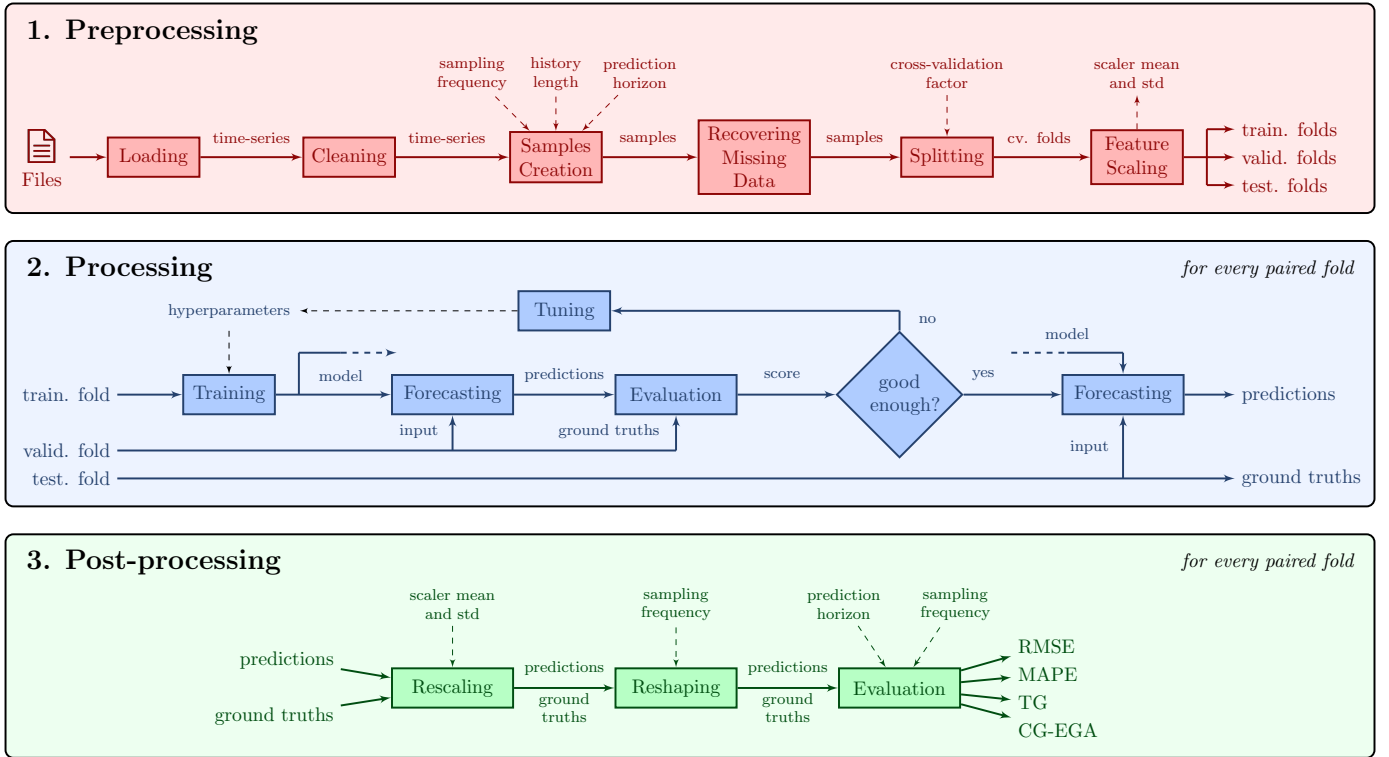 1. Preprocessing
sampling
frequency
history
length
prediction
horizon
cross-validation
factor
scaler mean
and std
Files
Loading
time-series
Cleaning
time-series
Samples
Creation
samples
Recovering
Missing
Data
samples
Splitting
cv. folds
Feature
Scaling
train. folds
valid. folds
test. folds
2. Processing
for every paired fold
hyperparameters
Tuning
no
train. fold
Training
model
Forecasting
predictions
Evaluation
score
good
enough?
yes
model
Forecasting
predictions
input
ground truths
input
valid. fold
test. fold
ground truths
3. Post-processing
for every paired fold
scaler mean
and std
sampling
frequency
prediction
horizon
sampling
frequency
predictions
ground truths
Rescaling
predictions
ground
truths
Reshaping
predictions
ground
truths
Evaluation
RMSE
MAPE
TG
CG-EGA